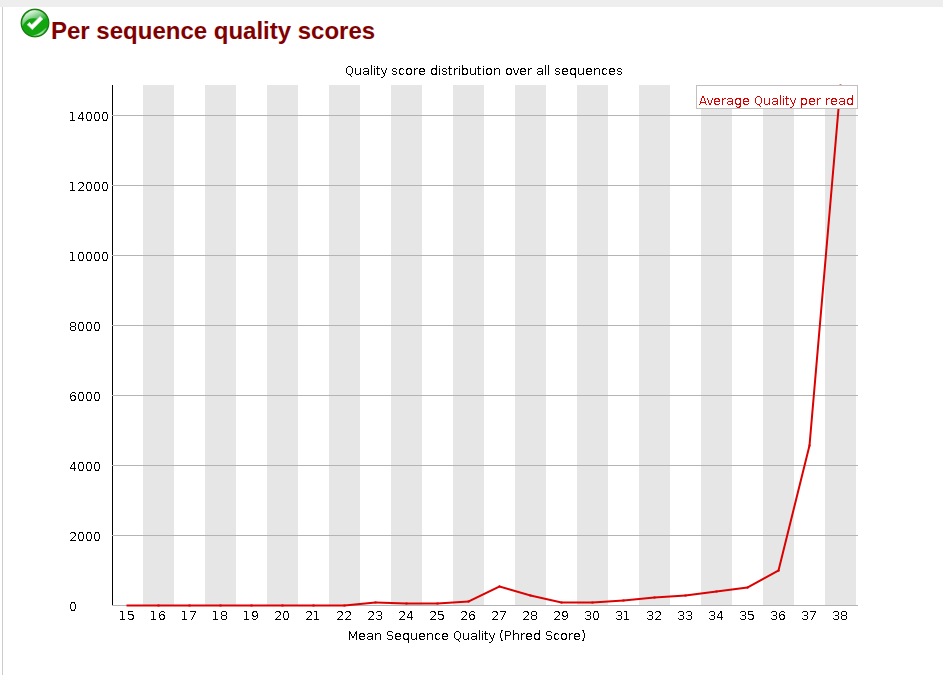 Per sequence quality scores
Quality score distribution over all sequences
Average Quality per read
14000
12000
10000
8000
6000
4000
2000
0
15 16 17 18 19 20 21 22 23 24 25 26 27 28 29 30 31 32 33 34 35 36 37 38
Mean Sequence Quality (Phred Score)